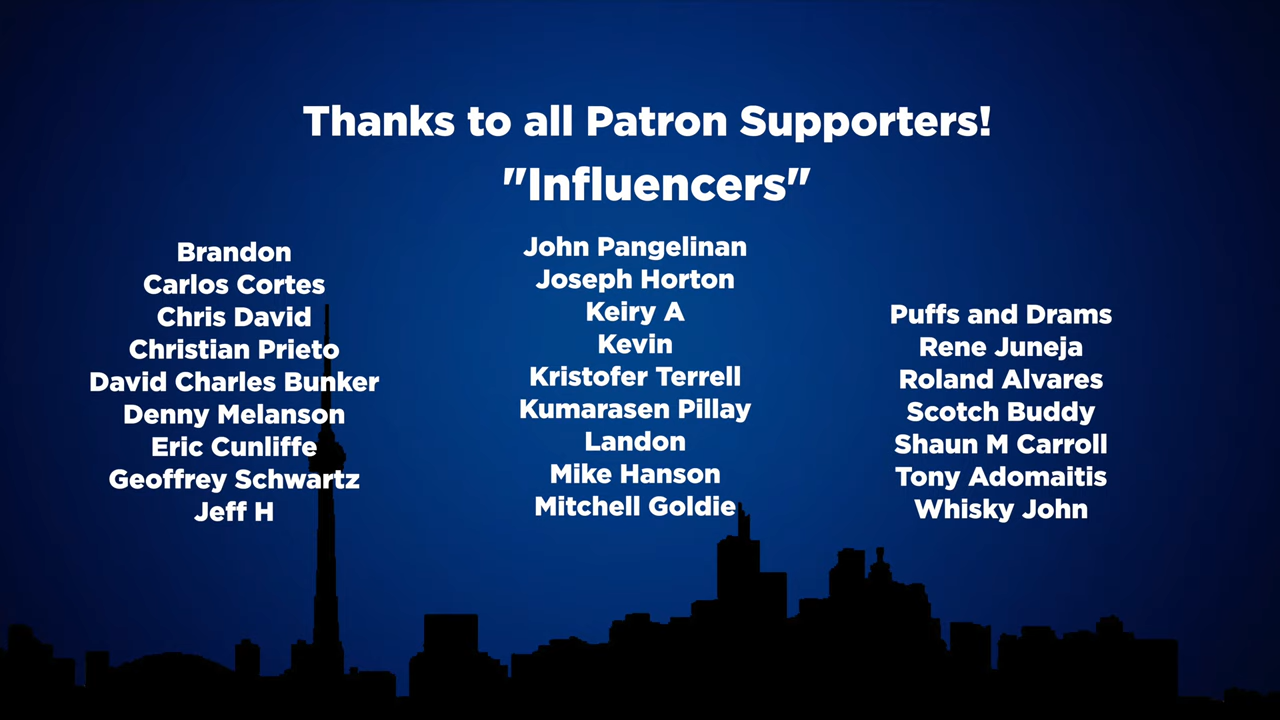 Thanks to all Patron Supporters!
"Influencers"
Brandon
Carlos Cortes
Chris David
Christian Prieto
David Charles Bunker
Denny Melanson
Eric Cunliffe
Geoffrey Schwartz
Jeff H
John Pangelinan
Joseph Horton
Keiry A
Kevin
Kristofer Terrell
Kumarasen Pillay
Landon
Mike Hanson
Mitchell Goldie
Puffs and Drams
Rene Juneja
Roland Alvares
Scotch Buddy
Shaun M Carroll
Tony Adomaitis
Whisky John